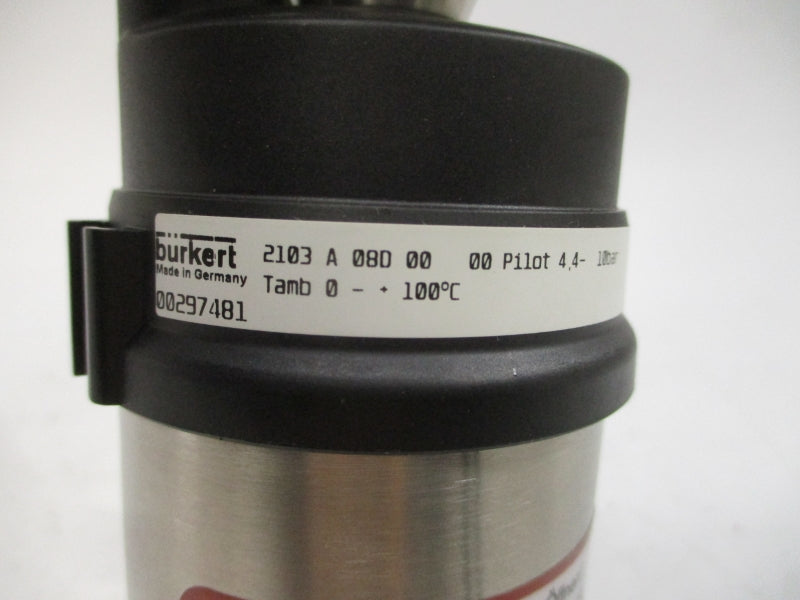 bürkert
Made in Germany
00297481
2103 A 08D 00 00 Pilot 4,4- 10bar
Tamb 0 - + 100°C